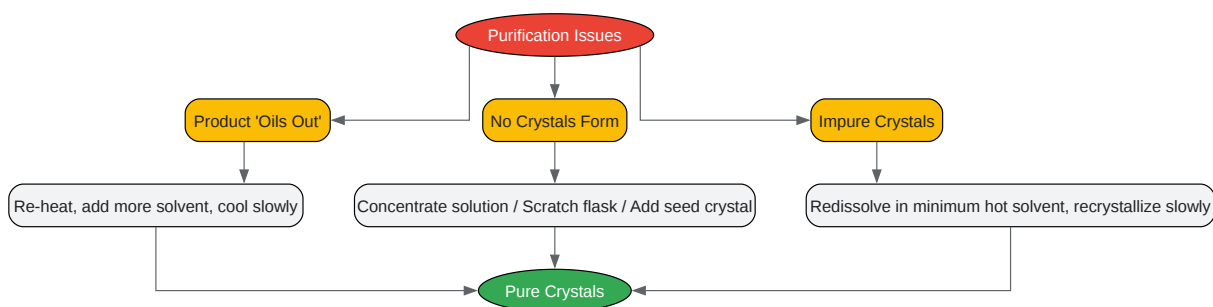 Purification Issues
Product 'Oils Out'
No Crystals Form
Impure Crystals
Re-heat, add more solvent, cool slowly
Concentrate solution / Scratch flask / Add seed crystal
Redissolve in minimum hot solvent, recrystallize slowly
Pure Crystals